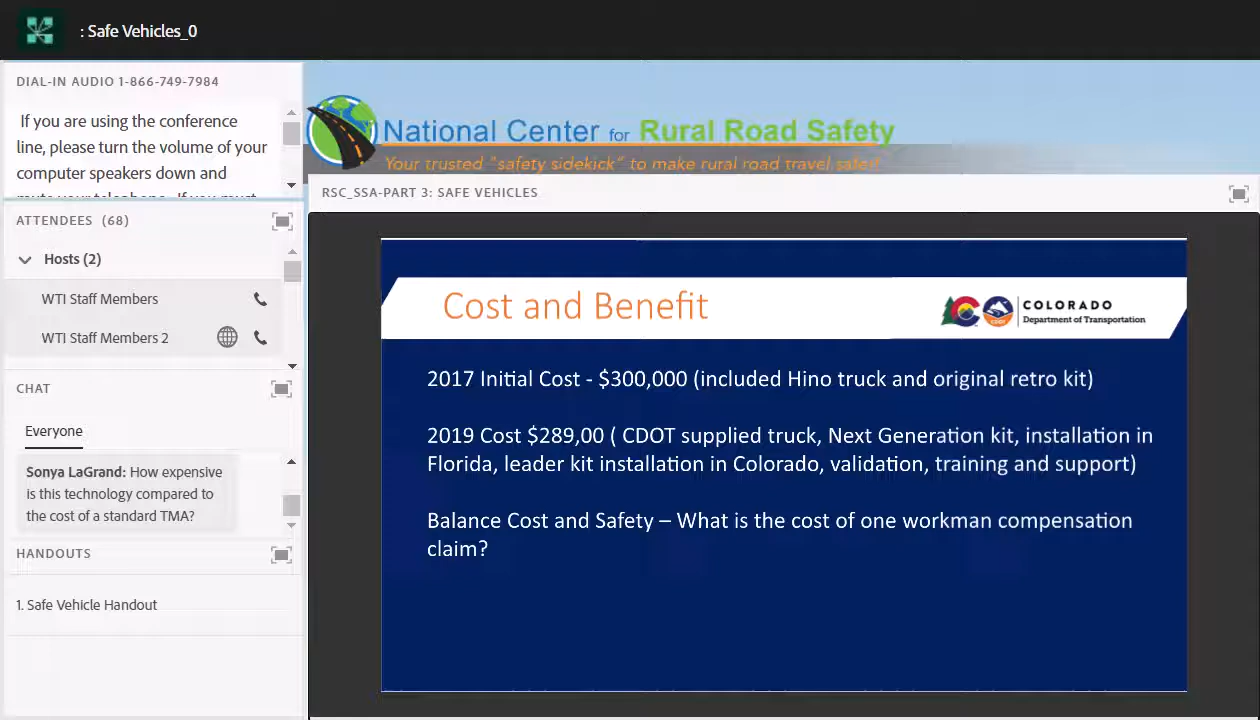 : Safe Vehicles_0
DIAL-IN AUDIO 1-866-749-7984
If you are using the conference
line, please turn the volume of your
computer speakers down and
ATTENDEES (68)
Hosts (2)
WTI Staff Members
WTI Staff Members 2
CHAT
Everyone
Sonya LaGrand: How expensive
is this technology compared to
the cost of a standard TMA?
HANDOUTS
1. Safe Vehicle Handout
National Center for Rural Road Safety
Your trusted "safety sidekick" to make rural road travel safer!
RSC_SSA-PART 3: SAFE VEHICLES
Cost and Benefit
COLORADO
Department of Transportation
2017 Initial Cost - $300,000 (included Hino truck and original retro kit)
2019 Cost $289,00 ( CDOT supplied truck, Next Generation kit, installation in
Florida, leader kit installation in Colorado, validation, training and support)
Balance Cost and Safety – What is the cost of one workman compensation
claim?